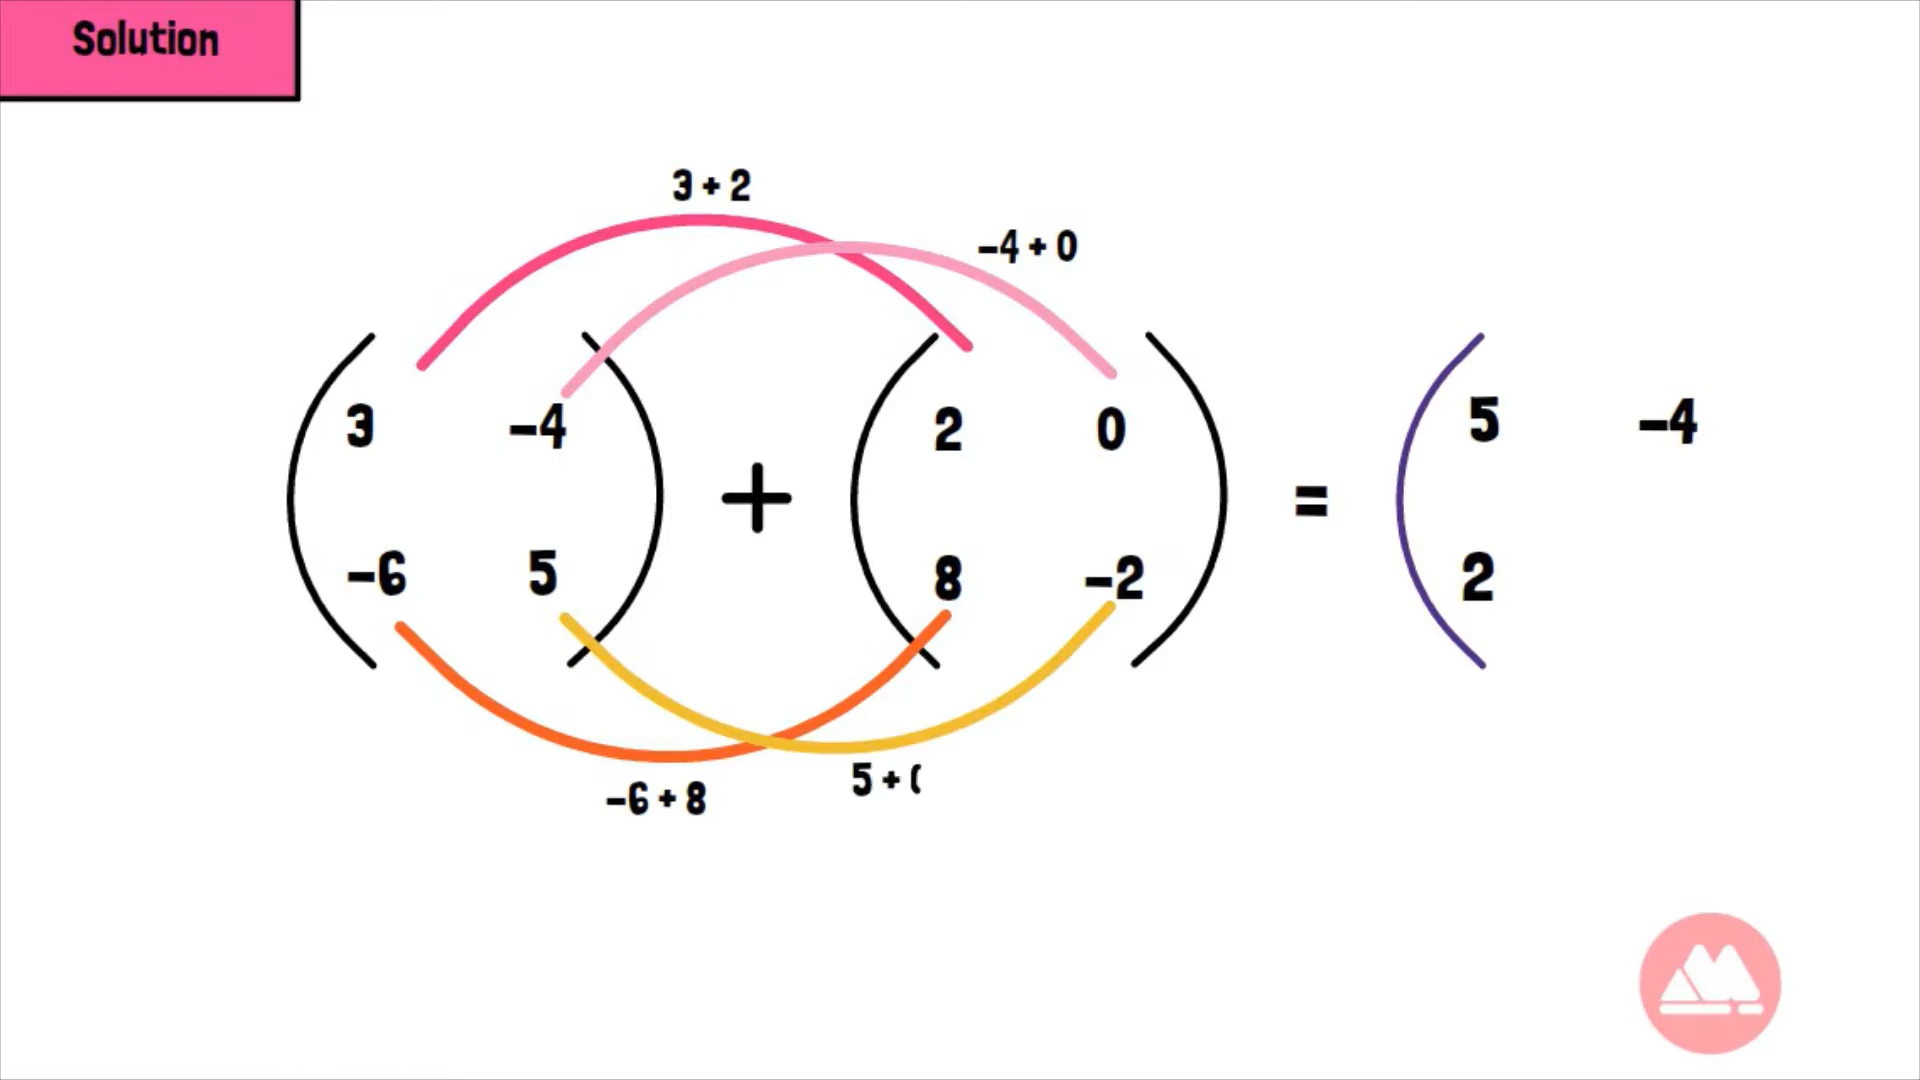 Solution
3 + 2
-4 + 0
3 -4 2 0 5 -4
+ =
-6 5 8 -2 2
-6 + 8
5 + (